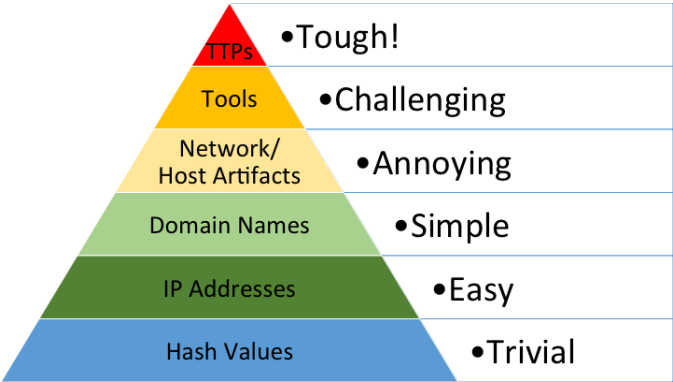 TTPs
•Tough!
Tools
•Challenging
Network/
Host Artifacts
•Annoying
Domain Names
•Simple
IP Addresses
•Easy
Hash Values
•Trivial